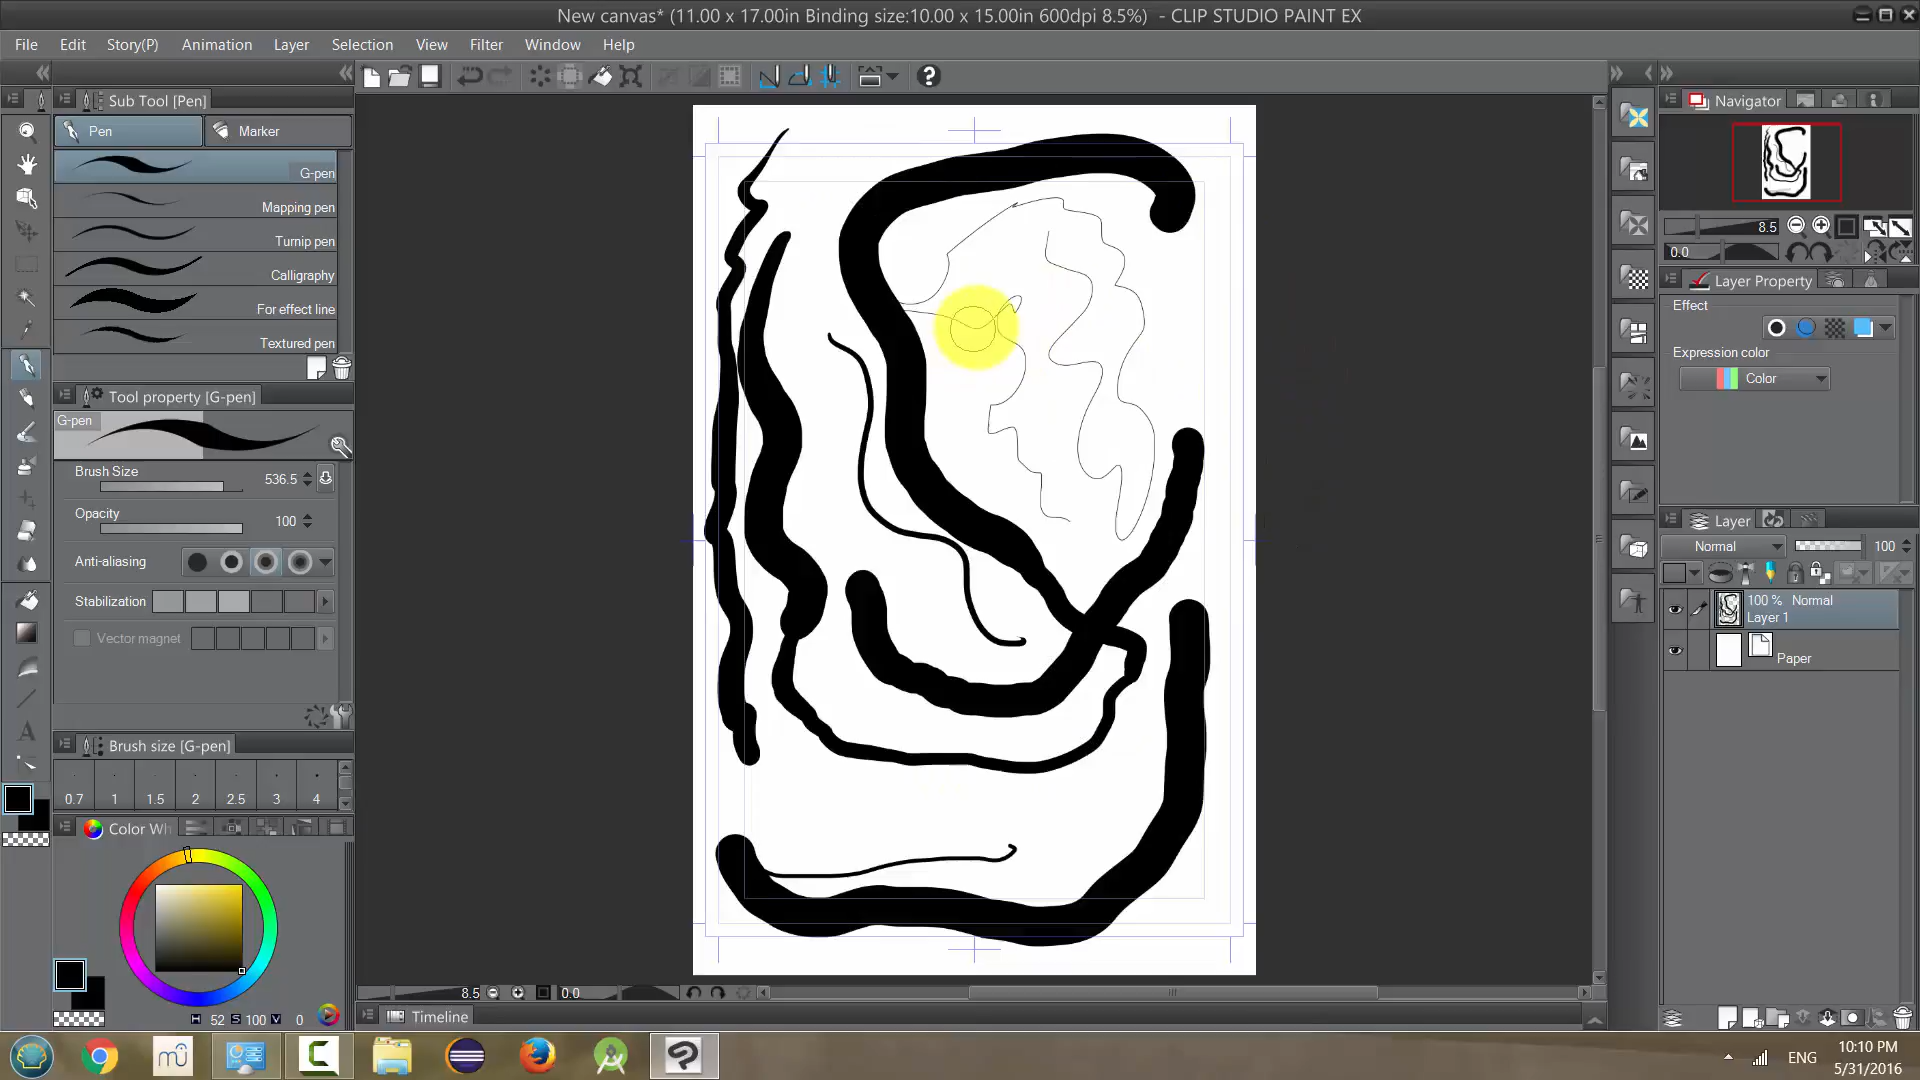 New canvas* (11.00 x 17.00in Binding size:10.00 x 15.00in 600dpi 8.5%) - CLIP STUDIO PAINT EX
File Edit Story(P) Animation Layer Selection View Filter Window Help
Sub Tool [Pen]
Pen Marker
G-pen
Mapping pen
Turnip pen
Calligraphy
For effect line
Textured pen
Tool property [G-pen]
G-pen
Brush Size 536.5
Opacity 100
Anti-aliasing
Stabilization
Vector magnet
Brush size [G-pen]
0.7 1 1.5 2 2.5 3 4
Color Wh
H 52 S 100 V 0
8.5 0.0
Timeline
Navigator
8.5
0.0
Layer Property
Effect
Expression color
Color
Layer
Normal 100
100 % Normal
Layer 1
Paper
ENG
10:10 PM
5/31/2016